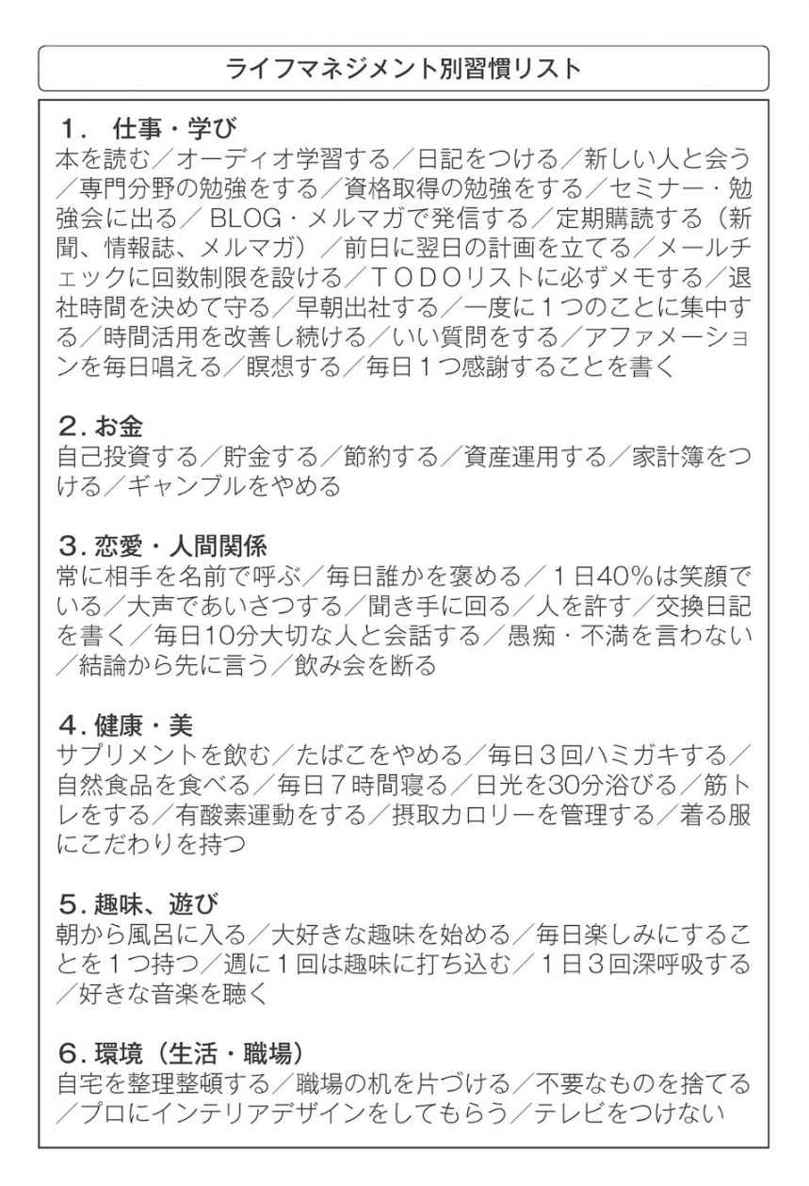 ライフマネジメント別習慣リスト
１．　仕事・学び
本を読む／オーディオ学習する／日記をつける／新しい人と会う
／専門分野の勉強をする／資格取得の勉強をする／セミナー・勉
強会に出る／ BLOG・メルマガで発信する／定期購読する（新
聞、情報誌、メルマガ）／前日に翌日の計画を立てる／メールチ
ェックに回数制限を設ける／ＴＯＤＯリストに必ずメモする／退
社時間を決めて守る／早朝出社する／一度に１つのことに集中す
る／時間活用を改善し続ける／いい質問をする／アファメーショ
ンを毎日唱える／瞑想する／毎日１つ感謝することを書く
２. お金
自己投資する／貯金する／節約する／資産運用する／家計簿をつ
ける／ギャンブルをやめる
３. 恋愛・人間関係
常に相手を名前で呼ぶ／毎日誰かを褒める／１日40％は笑顔で
いる／大声であいさつする／聞き手に回る／人を許す／交換日記
を書く／毎日10分大切な人と会話する／愚痴・不満を言わない
／結論から先に言う／飲み会を断る
４. 健康・美
サプリメントを飲む／たばこをやめる／毎日３回ハミガキする／
自然食品を食べる／毎日７時間寝る／日光を30分浴びる／筋ト
レをする／有酸素運動をする／摂取カロリーを管理する／着る服
にこだわりを持つ
５. 趣味、遊び
朝から風呂に入る／大好きな趣味を始める／毎日楽しみにするこ
とを１つ持つ／週に１回は趣味に打ち込む／１日３回深呼吸する
／好きな音楽を聴く
６. 環境（生活・職場）
自宅を整理整頓する／職場の机を片づける／不要なものを捨てる
／プロにインテリアデザインをしてもらう／テレビをつけない